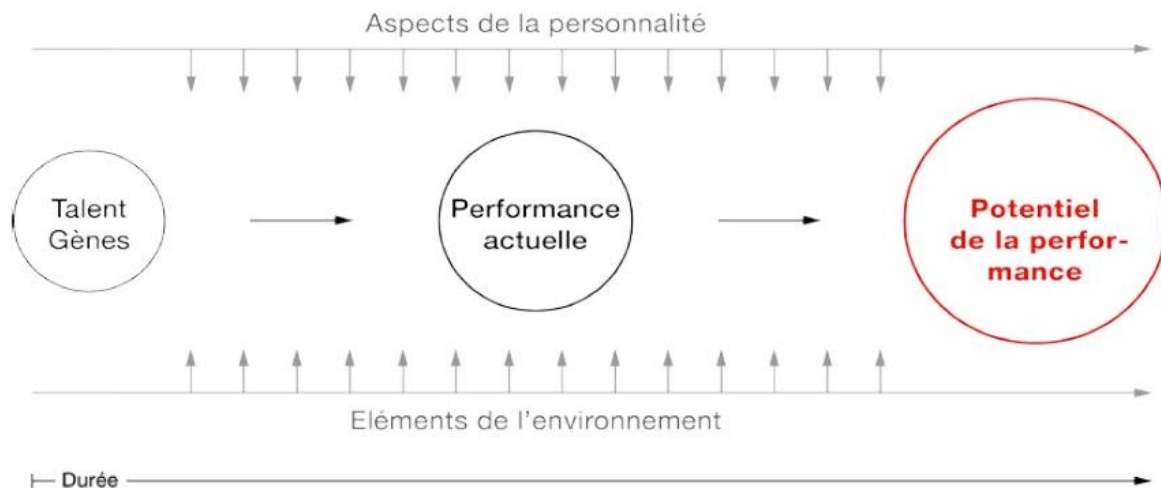 Aspects de la personnalité
Talent
Gènes
Performance
actuelle
Potentiel
de la perfor-
mance
Eléments de l'environnement
Durée